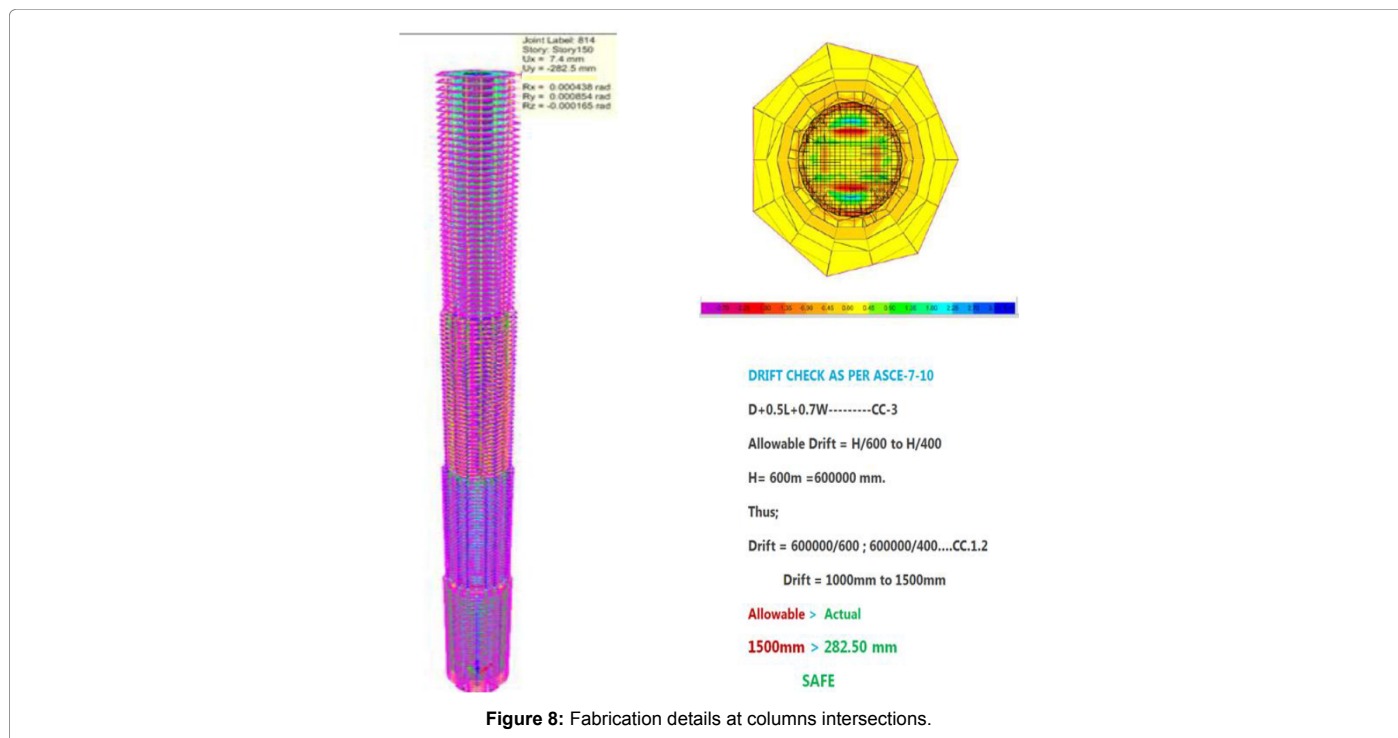 Joint Label: 814
Story: Story150
Ux = 7.4 mm
Uy = -282.5 mm
Rx = 0.000438 rad
Ry = 0.000854 rad
Rz = -0.000165 rad
DRIFT CHECK AS PER ASCE-7-10
D+0.5L+0.7W---------CC-3
Allowable Drift = H/600 to H/400
H= 600m =600000 mm.
Thus;
Drift = 600000/600 ; 600000/400....CC.1.2
Drift = 1000mm to 1500mm
Allowable > Actual
1500mm > 282.50 mm
SAFE
Figure 8: Fabrication details at columns intersections.